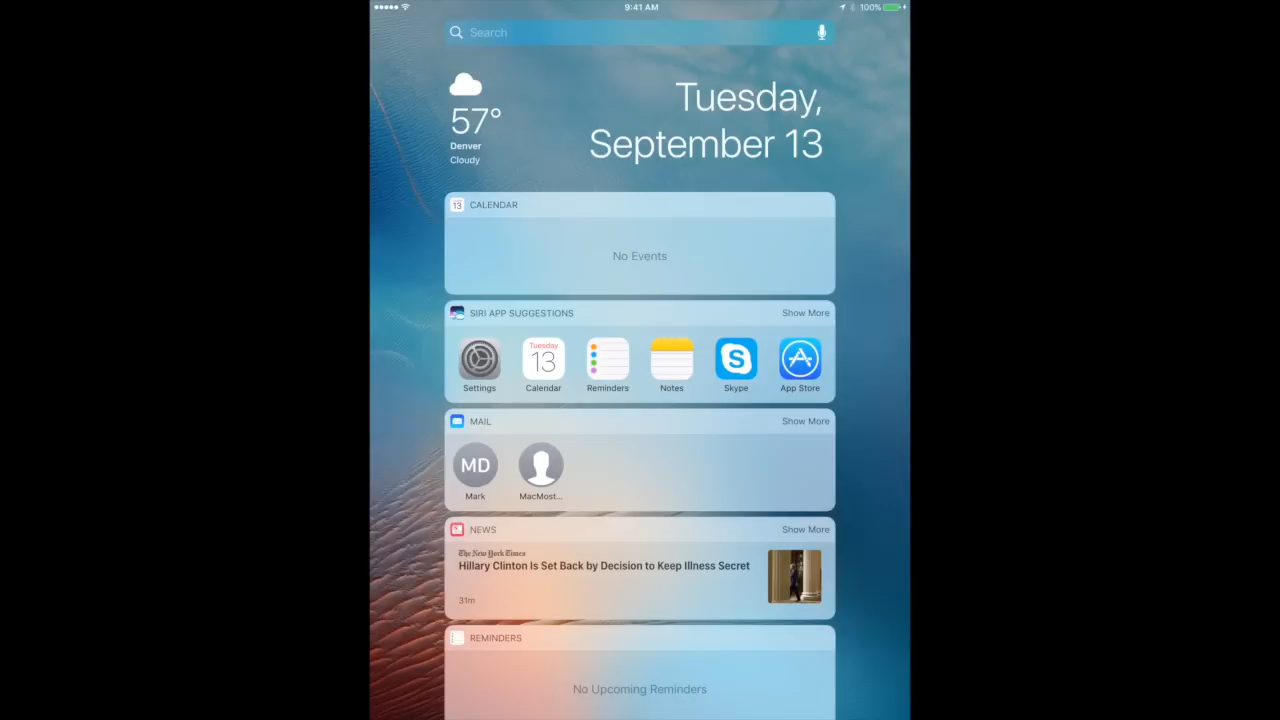 9:41 AM
100%
Search
57°
Denver
Cloudy
Tuesday,
September 13
13 CALENDAR
No Events
SIRI APP SUGGESTIONS Show More
Tuesday
13
S
Settings Calendar Reminders Notes Skype App Store
MAIL Show More
MD
Mark MacMost...
NEWS Show More
The New York Times
Hillary Clinton Is Set Back by Decision to Keep Illness Secret
31m
REMINDERS
No Upcoming Reminders